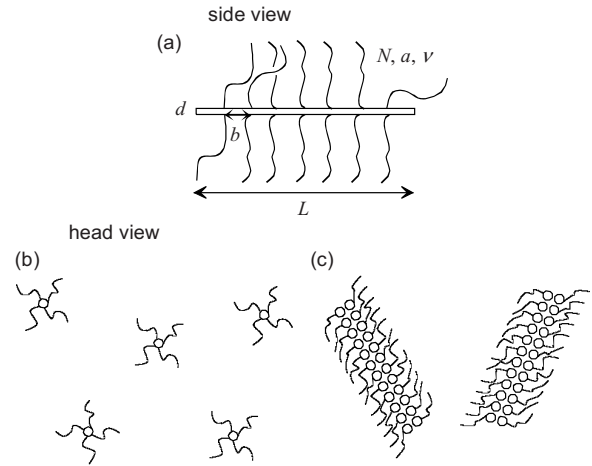 side view
(a)
N, a, ν
d
b
L
head view
(b)
(c)